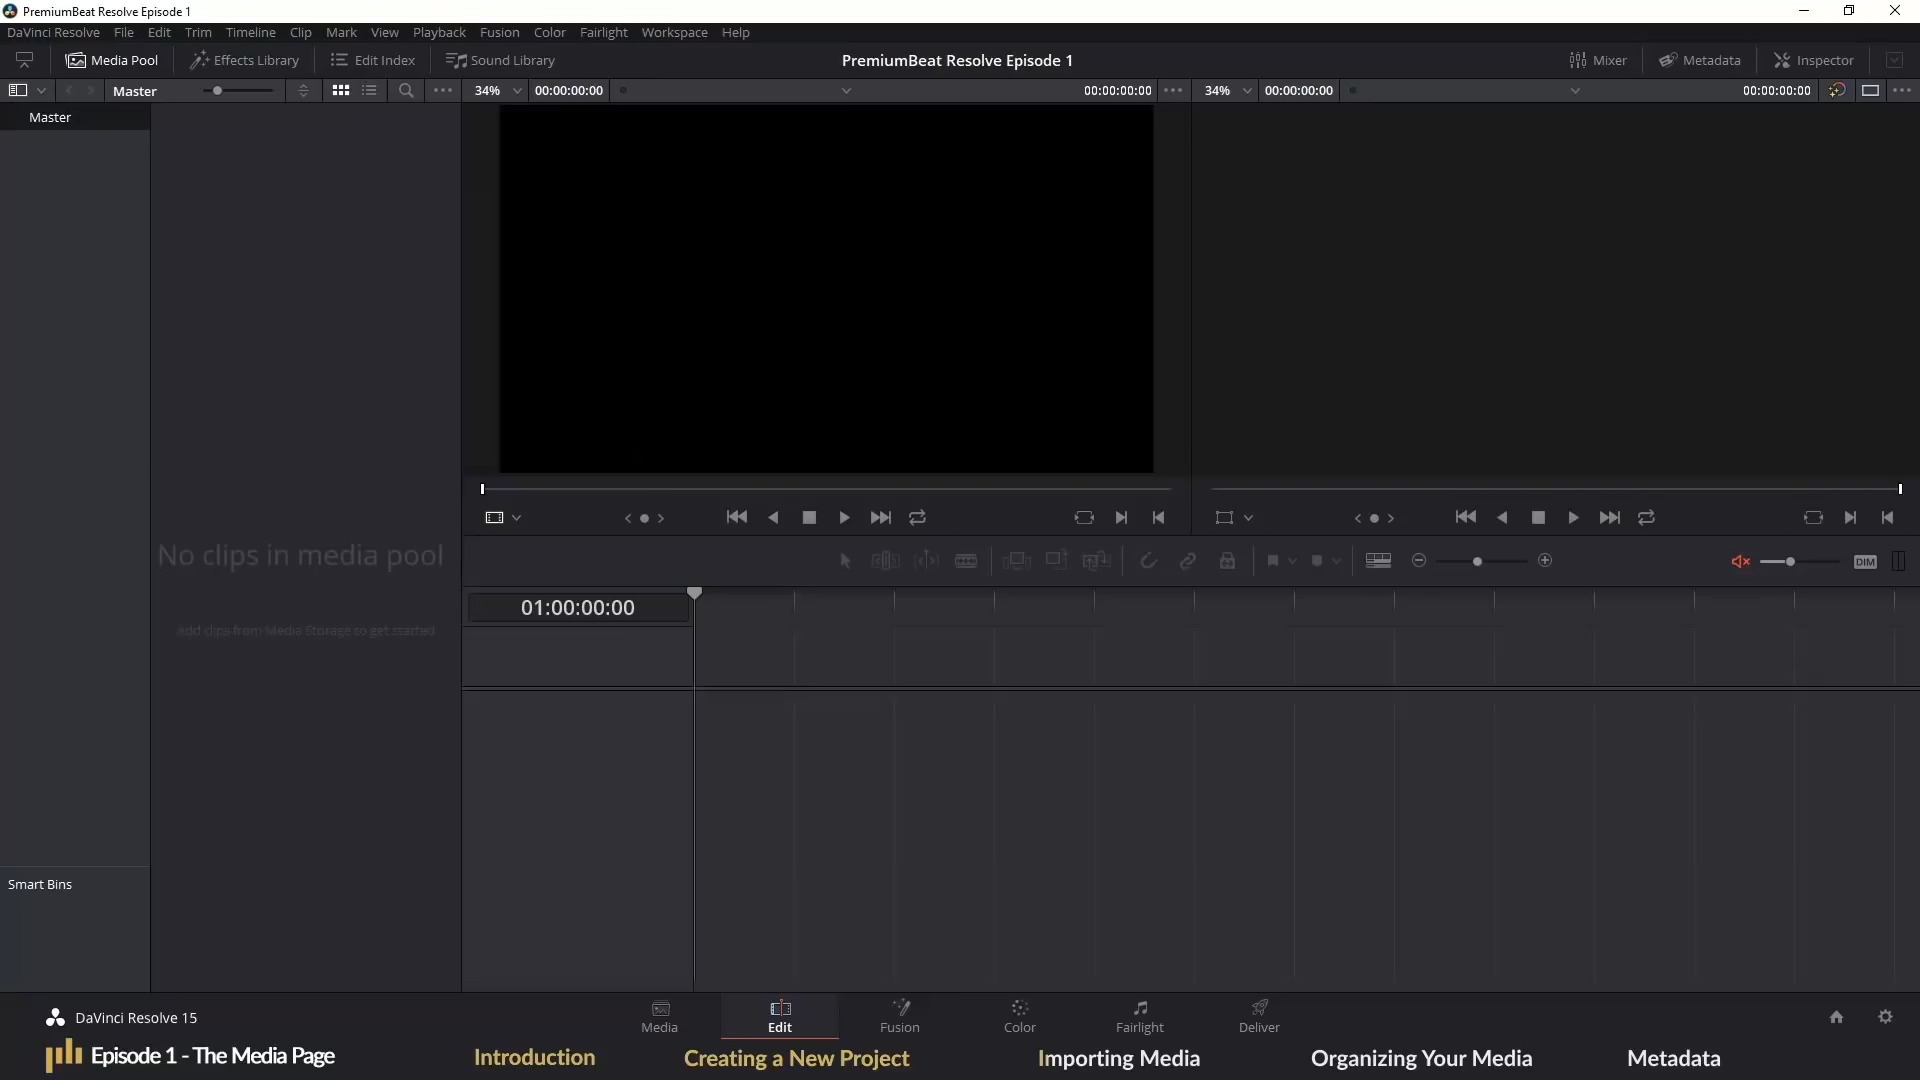 PremiumBeat Resolve Episode 1
DaVinci Resolve File Edit Trim Timeline Clip Mark View Playback Fusion Color Fairlight Workspace Help
Media Pool Effects Library Edit Index Sound Library PremiumBeat Resolve Episode 1 Mixer Metadata Inspector
Master 34% 00:00:00:00 00:00:00:00 34% 00:00:00:00 00:00:00:00
Master
No clips in media pool
Add clips from Media Storage so get started
DIM
01:00:00:00
Smart Bins
DaVinci Resolve 15 Media Edit Fusion Color Fairlight Deliver
Episode 1 - The Media Page Introduction Creating a New Project Importing Media Organizing Your Media Metadata